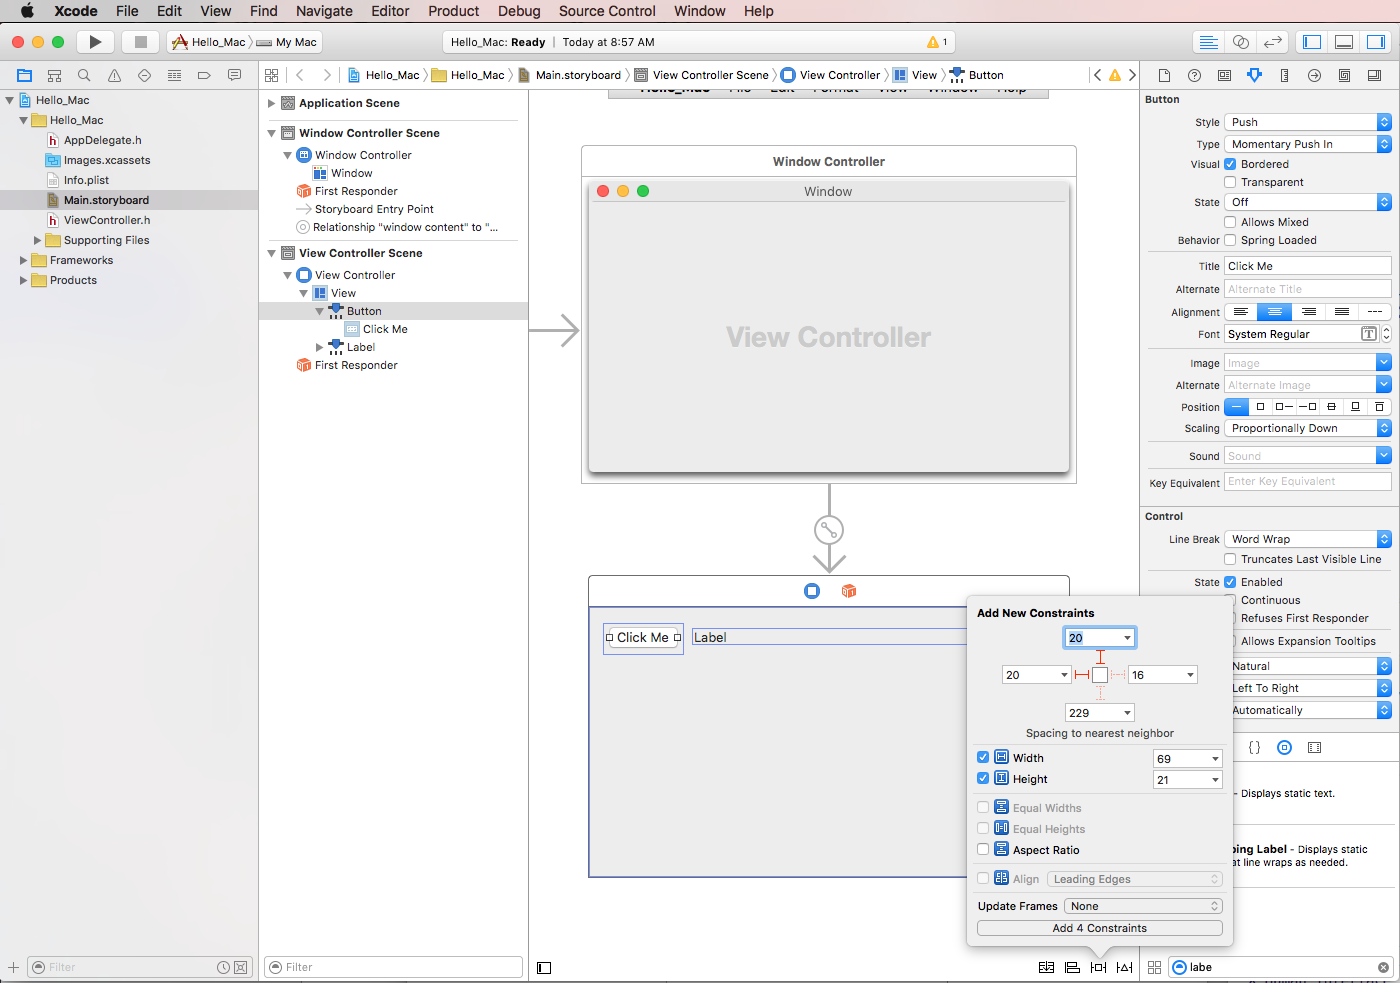 Xcode File Edit View Find Navigate Editor Product Debug Source Control Window Help
Hello_Mac My Mac
Hello_Mac: Ready | Today at 8:57 AM
1
Hello_Mac Hello_Mac Main.storyboard View Controller Scene View Controller View Button
Hello_Mac
Hello_Mac
AppDelegate.h
Images.xcassets
Info.plist
Main.storyboard
ViewController.h
Supporting Files
Frameworks
Products
Filter
Application Scene
Window Controller Scene
Window Controller
Window
First Responder
Storyboard Entry Point
Relationship "window content" to "...
View Controller Scene
View Controller
View
Button
Click Me
Label
First Responder
Filter
Hello_Mac File Edit Format View Window Help
Window Controller
Window
View Controller
Click Me
Label
Add New Constraints
20
20
16
229
Spacing to nearest neighbor
Width 69
Height 21
Equal Widths
Equal Heights
Aspect Ratio
Align Leading Edges
Update Frames None
Add 4 Constraints
Button
Style Push
Type Momentary Push In
Visual Bordered
Transparent
State Off
Allows Mixed
Behavior Spring Loaded
Title Click Me
Alternate Alternate Title
Alignment
Font System Regular
Image Image
Alternate Alternate Image
Position
Scaling Proportionally Down
Sound Sound
Key Equivalent Enter Key Equivalent
Control
Line Break Word Wrap
Truncates Last Visible Line
State Enabled
Continuous
Refuses First Responder
Allows Expansion Tooltips
Natural
Left To Right
Automatically
- Displays static text.
ping Label - Displays static
at line wraps as needed.
labe